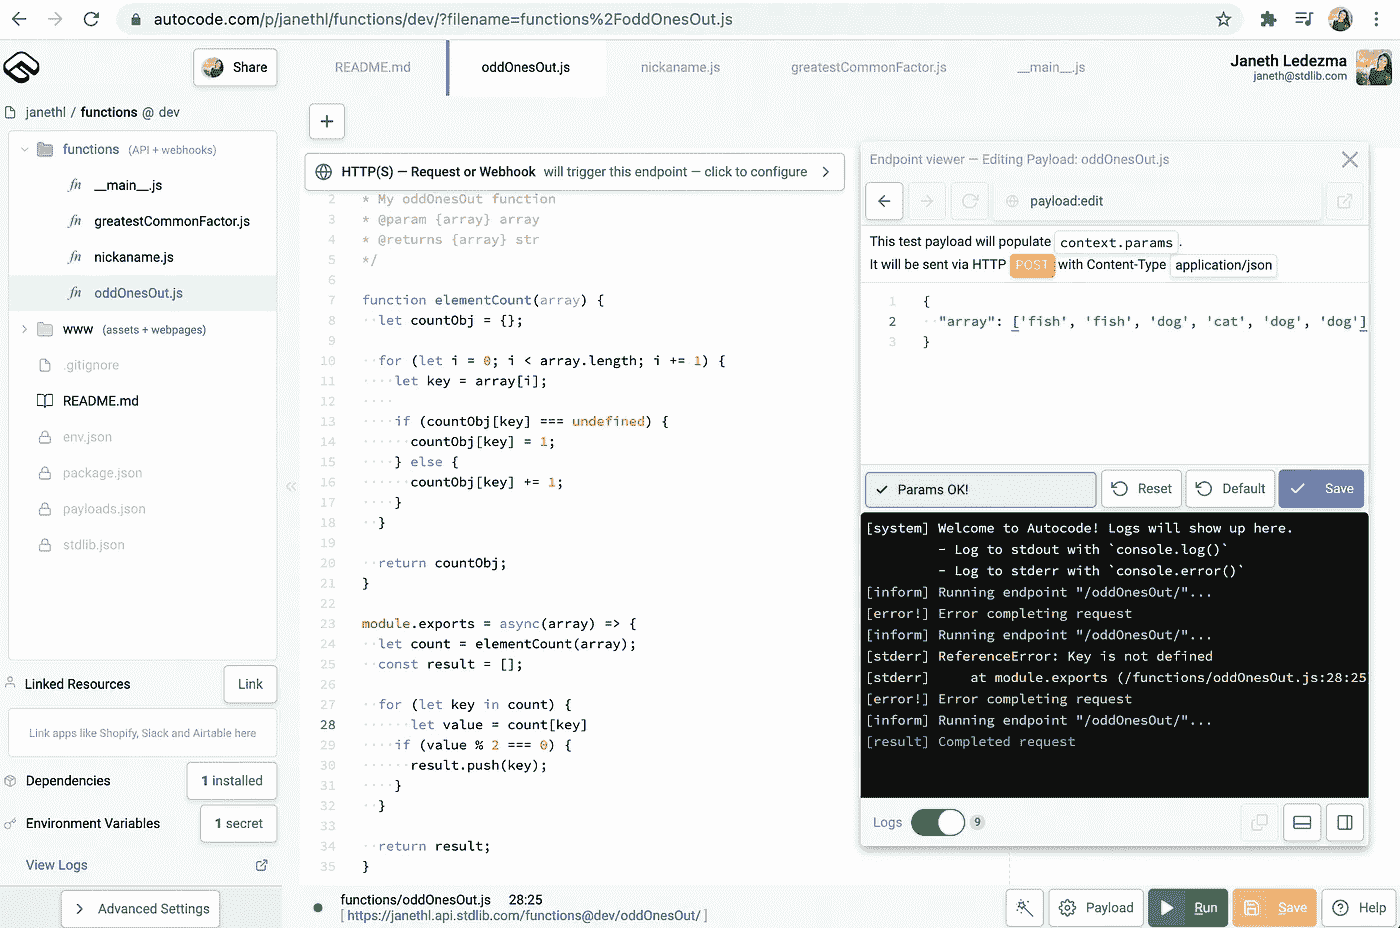 autocode.com/p/janethl/functions/dev/?filename=functions%2FoddOnesOut.js
Share
README.md
oddOnesOut.js
nickaname.js
greatestCommonFactor.js
__main__.js
Janeth Ledezma
janeth@stdlib.com
janethl / functions @ dev
functions (API + webhooks)
fn __main__.js
fn greatestCommonFactor.js
fn nickaname.js
fn oddOnesOut.js
www (assets + webpages)
.gitignore
README.md
env.json
package.json
payloads.json
stdlib.json
Linked Resources
Link
Link apps like Shopify, Slack and Airtable here
Dependencies
1 installed
Environment Variables
1 secret
View Logs
Advanced Settings
+
HTTP(S) — Request or Webhook will trigger this endpoint — click to configure
2 * My oddOnesOut function
3 * @param {array} array
4 * @returns {array} str
5 */
6
7 function elementCount(array) {
8 let countObj = {};
9
10 for (let i = 0; i < array.length; i += 1) {
11 let key = array[i];
12
13 if (countObj[key] === undefined) {
14 countObj[key] = 1;
15 } else {
16 countObj[key] += 1;
17 }
18 }
19
20 return countObj;
21 }
22
23 module.exports = async(array) => {
24 let count = elementCount(array);
25 const result = [];
26
27 for (let key in count) {
28 let value = count[key]
29 if (value % 2 === 0) {
30 result.push(key);
31 }
32 }
33
34 return result;
35 }
functions/oddOnesOut.js 28:25
[ https://janethl.api.stdlib.com/functions@dev/oddOnesOut/ ]
Endpoint viewer — Editing Payload: oddOnesOut.js
payload:edit
This test payload will populate context.params .
It will be sent via HTTP POST with Content-Type application/json
1 {
2 "array": ['fish', 'fish', 'dog', 'cat', 'dog', 'dog']
3 }
Params OK!
Reset
Default
Save
[system] Welcome to Autocode! Logs will show up here.
- Log to stdout with `console.log()`
- Log to stderr with `console.error()`
[inform] Running endpoint "/oddOnesOut/"...
[error!] Error completing request
[inform] Running endpoint "/oddOnesOut/"...
[stderr] ReferenceError: Key is not defined
[stderr] at module.exports (/functions/oddOnesOut.js:28:25
[error!] Error completing request
[inform] Running endpoint "/oddOnesOut/"...
[result] Completed request
Logs
9
Payload
Run
Save
Help